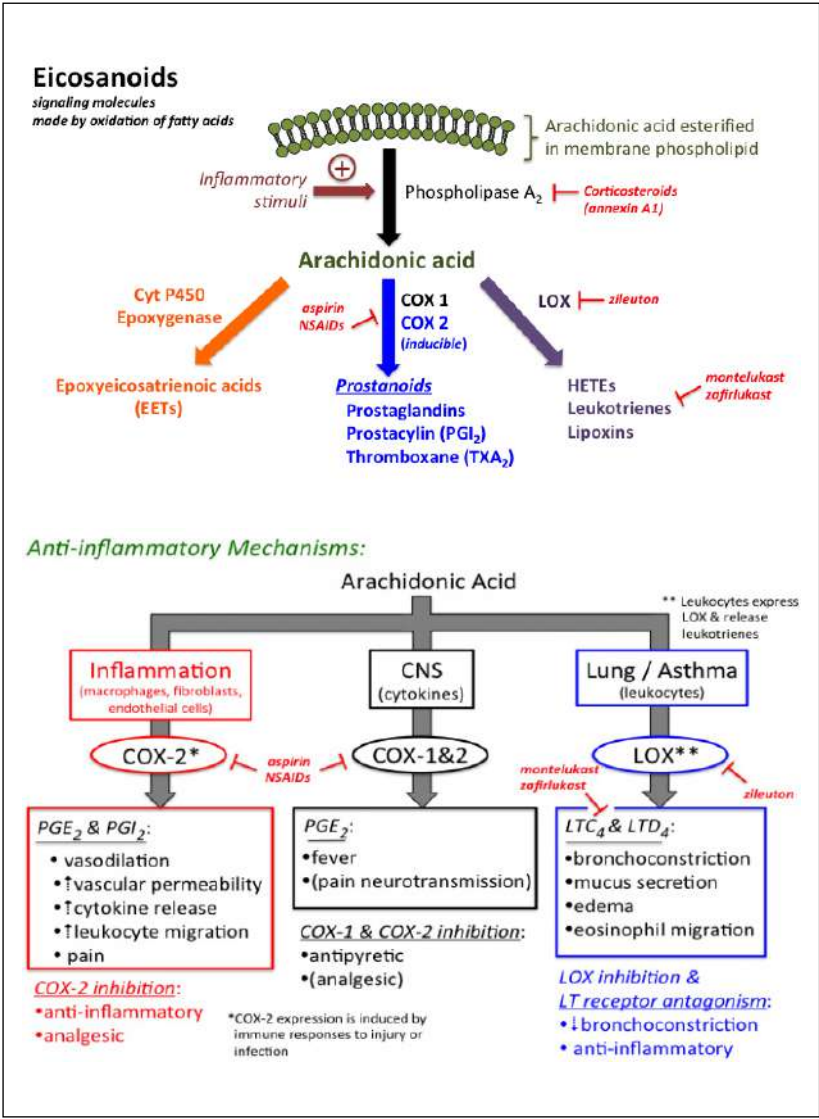 Eicosanoids
signaling molecules
made by oxidation of fatty acids
Arachidonic acid esterified
in membrane phospholipid
+
Inflammatory
stimuli
Phospholipase A2
Corticosteroids
(annexin A1)
Arachidonic acid
Cyt P450
Epoxygenase
aspirin
NSAIDs
COX 1
COX 2
(inducible)
LOX
zileuton
Epoxyeicosatrienoic acids
(EETs)
Prostanoids
Prostaglandins
Prostacylin (PGI2)
Thromboxane (TXA2)
HETEs
Leukotrienes
Lipoxins
montelukast
zafirlukast
Anti-inflammatory Mechanisms:
Arachidonic Acid
** Leukocytes express
LOX & release
leukotrienes
Inflammation
(macrophages, fibroblasts,
endothelial cells)
CNS
(cytokines)
Lung / Asthma
(leukocytes)
COX-2*
aspirin
NSAIDs
COX-1&2
LOX**
montelukast
zafirlukast
zileuton
PGE2 & PGI2:
• vasodilation
•↑vascular permeability
•↑cytokine release
•↑leukocyte migration
• pain
PGE2:
•fever
•(pain neurotransmission)
LTC4 & LTD4:
•bronchoconstriction
•mucus secretion
•edema
•eosinophil migration
COX-2 inhibition:
•anti-inflammatory
•analgesic
COX-1 & COX-2 inhibition:
•antipyretic
•(analgesic)
*COX-2 expression is induced by
immune responses to injury or
infection
LOX inhibition &
LT receptor antagonism:
•↓bronchoconstriction
• anti-inflammatory